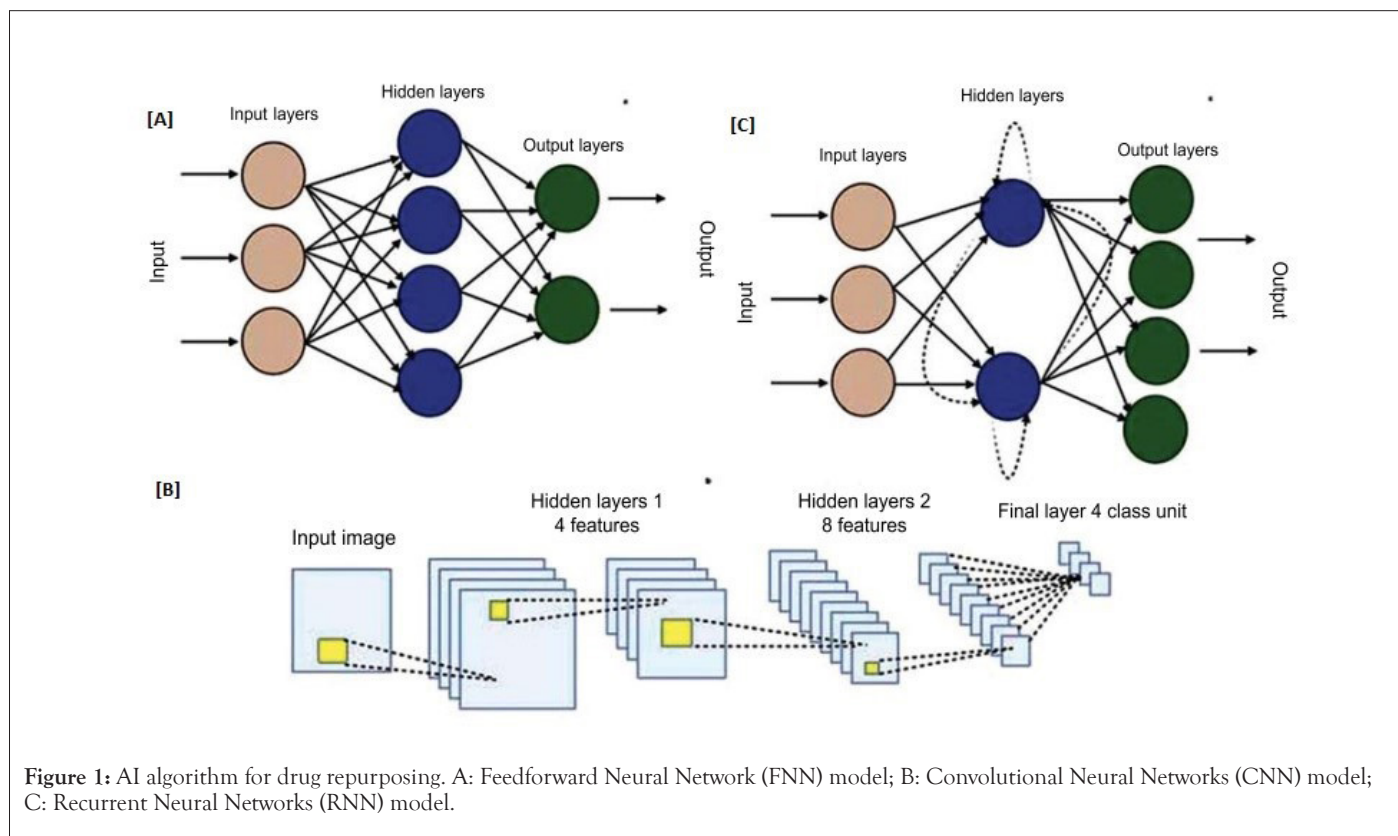 [A]
Input layers
Hidden layers
Output layers
Input
Output
[C]
Hidden layers
Input layers
Output layers
Input
Output
[B]
Input image
Hidden layers 1
4 features
Hidden layers 2
8 features
Final layer 4 class unit
Figure 1: AI algorithm for drug repurposing. A: Feedforward Neural Network (FNN) model; B: Convolutional Neural Networks (CNN) model;
C: Recurrent Neural Networks (RNN) model.